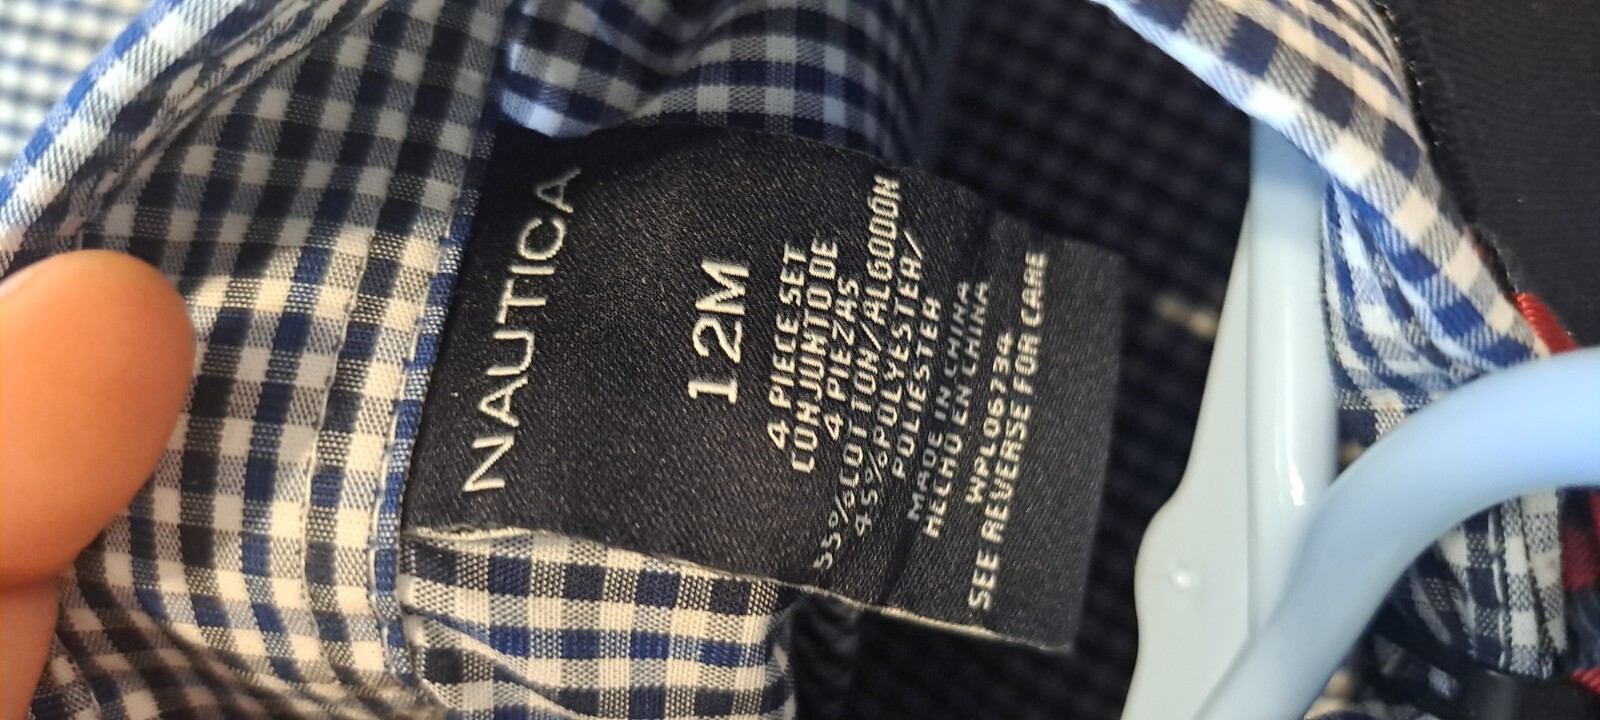 NAUTICA
12M
4 PIECE SET
CONJUNTO DE
4 PIEZAS
55%COTTON/ALGODÓN
45%POLYESTER/
POLIESTER
MADE IN CHINA
HECHO EN CHINA
WPL06734
SEE REVERSE FOR CARE